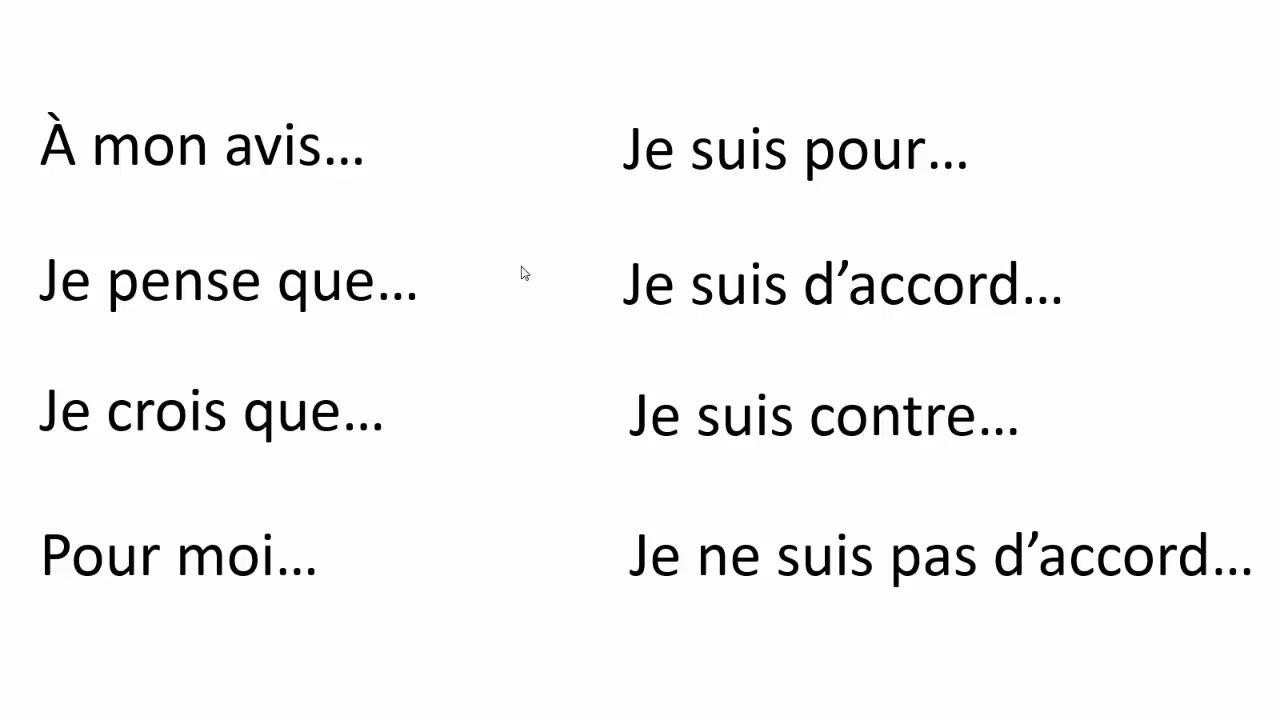 À mon avis…
Je pense que…
Je crois que…
Pour moi…
Je suis pour…
Je suis d’accord…
Je suis contre…
Je ne suis pas d’accord…